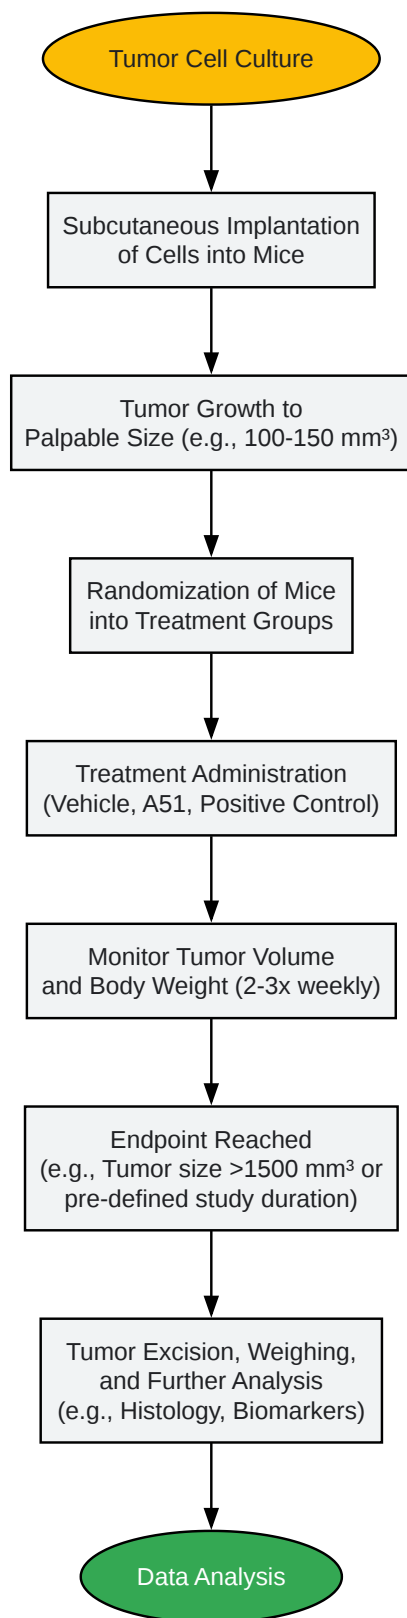 Tumor Cell Culture
Subcutaneous Implantation
of Cells into Mice
Tumor Growth to
Palpable Size (e.g., 100-150 mm³)
Randomization of Mice
into Treatment Groups
Treatment Administration
(Vehicle, A51, Positive Control)
Monitor Tumor Volume
and Body Weight (2-3x weekly)
Endpoint Reached
(e.g., Tumor size >1500 mm³ or
pre-defined study duration)
Tumor Excision, Weighing,
and Further Analysis
(e.g., Histology, Biomarkers)
Data Analysis